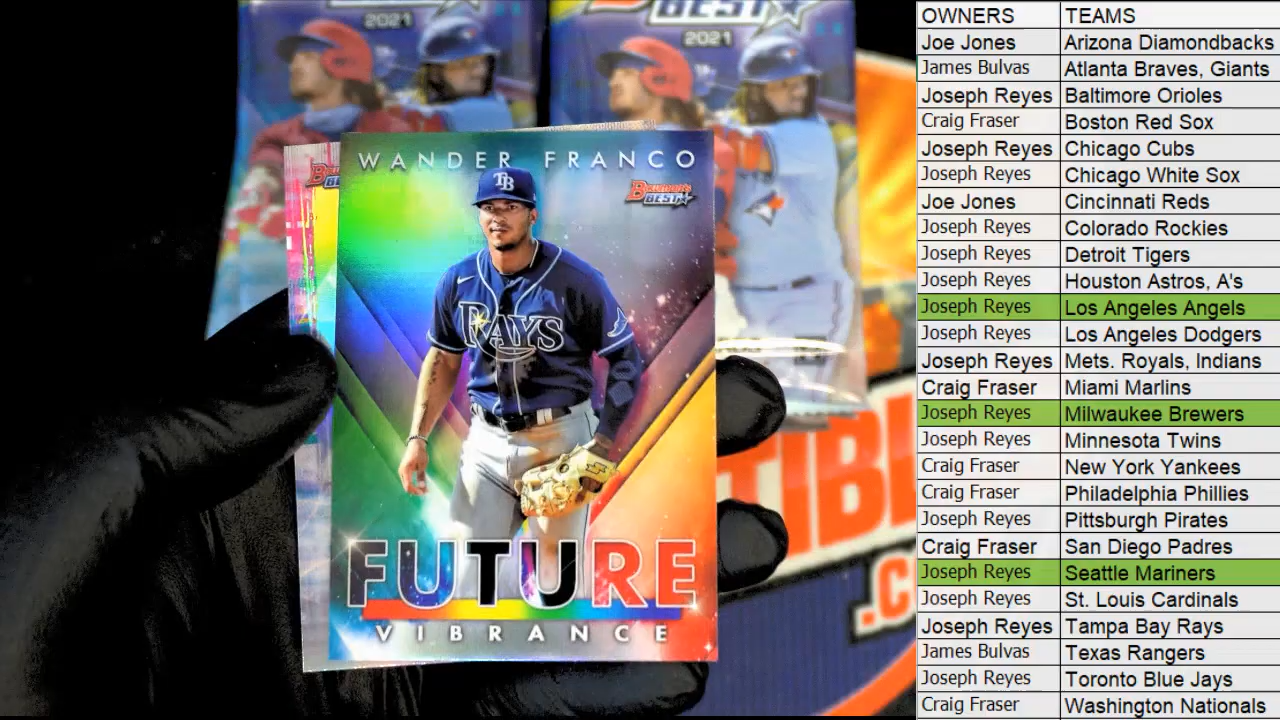 BEST
2021
BEST
2021
WANDER FRANCO
BOWMAN'S
BEST
TB
RAYS
FUTURE
VIBRANCE
TIBL
.C
OWNERS TEAMS
Joe Jones Arizona Diamondbacks
James Bulvas Atlanta Braves, Giants
Joseph Reyes Baltimore Orioles
Craig Fraser Boston Red Sox
Joseph Reyes Chicago Cubs
Joseph Reyes Chicago White Sox
Joe Jones Cincinnati Reds
Joseph Reyes Colorado Rockies
Joseph Reyes Detroit Tigers
Joseph Reyes Houston Astros, A's
Joseph Reyes Los Angeles Angels
Joseph Reyes Los Angeles Dodgers
Joseph Reyes Mets. Royals, Indians
Craig Fraser Miami Marlins
Joseph Reyes Milwaukee Brewers
Joseph Reyes Minnesota Twins
Craig Fraser New York Yankees
Craig Fraser Philadelphia Phillies
Joseph Reyes Pittsburgh Pirates
Craig Fraser San Diego Padres
Joseph Reyes Seattle Mariners
Joseph Reyes St. Louis Cardinals
Joseph Reyes Tampa Bay Rays
James Bulvas Texas Rangers
Joseph Reyes Toronto Blue Jays
Craig Fraser Washington Nationals